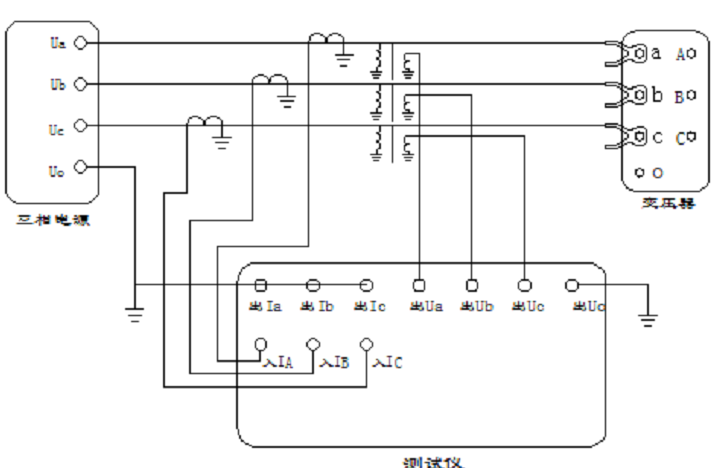 Ua
Ub
Uc
Uo
三相电源
a A
b B
c C
o
变压器
出Ia 出Ib 出Ic 出Ua 出Ub 出Uc 出Uo
入IA 入IB 入IC
测试仪